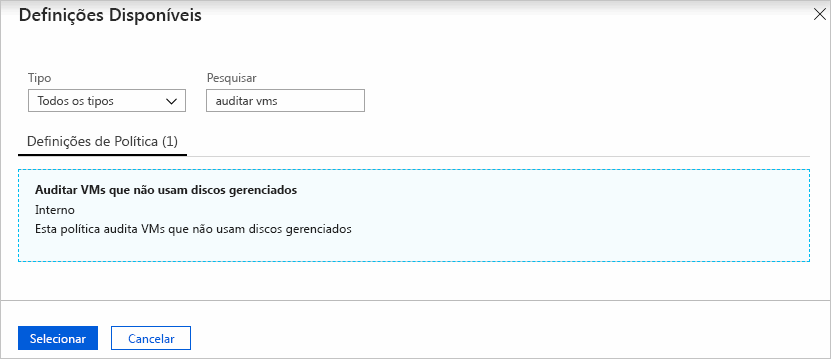 Definições Disponíveis
Tipo
Pesquisar
Todos os tipos
auditar vms
Definições de Política (1)
Auditar VMs que não usam discos gerenciados
Interno
Esta política audita VMs que não usam discos gerenciados
Selecionar
Cancelar